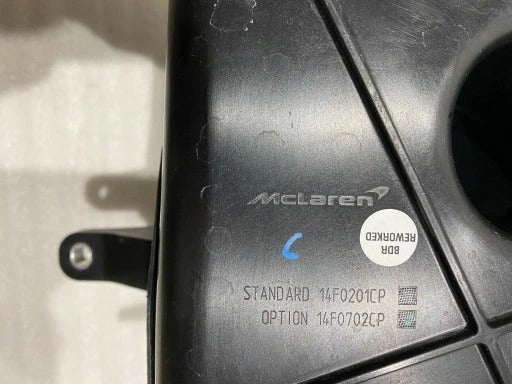 McLaren
BDR
REWORKED
STANDARD 14F0201CP
OPTION 14F0702CP